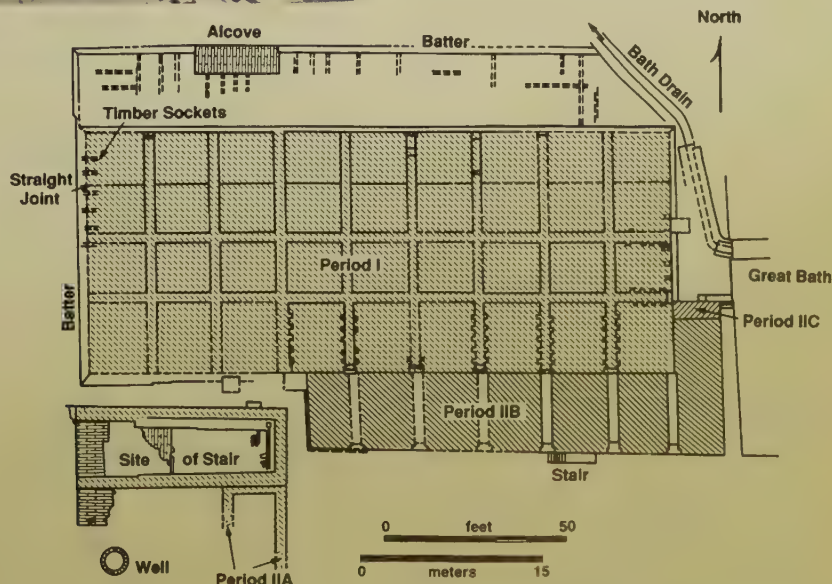 Alcove
Batter
North
Bath Drain
Timber Sockets
Straight
Joint
Period I
Great Bath
Batter
Period IIC
Period IIB
Site of Stair
Stair
0 feet 50
Well
Period IIA
0 meters 15